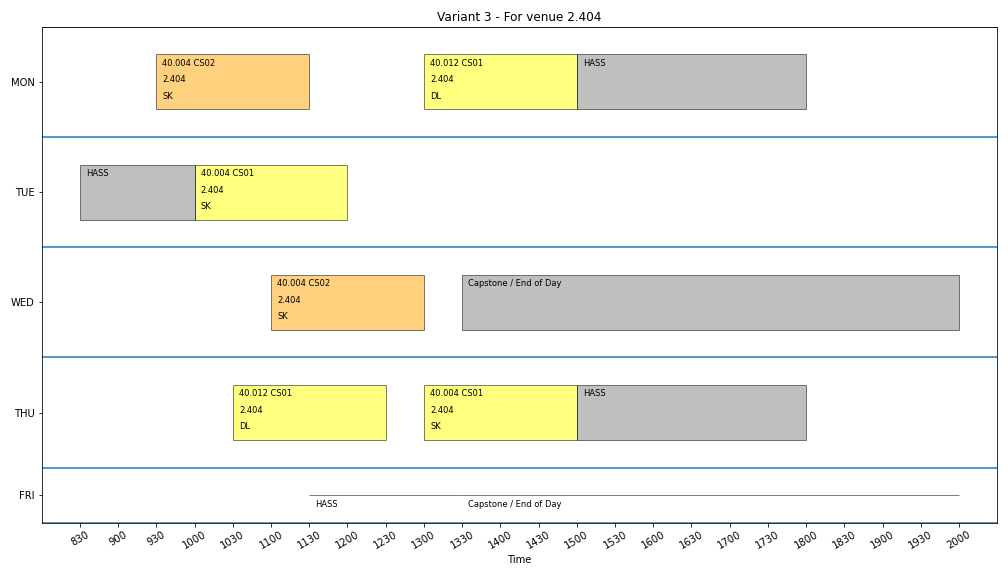 Variant 3 - For venue 2.404
MON
40.004 CS02
2.404
SK
40.012 CS01
2.404
DL
HASS
TUE
HASS
40.004 CS01
2.404
SK
WED
40.004 CS02
2.404
SK
Capstone / End of Day
THU
40.012 CS01
2.404
DL
40.004 CS01
2.404
SK
HASS
FRI
HASS
Capstone / End of Day
830 900 930 1000 1030 1100 1130 1200 1230 1300 1330 1400 1430 1500 1530 1600 1630 1700 1730 1800 1830 1900 1930 2000
Time